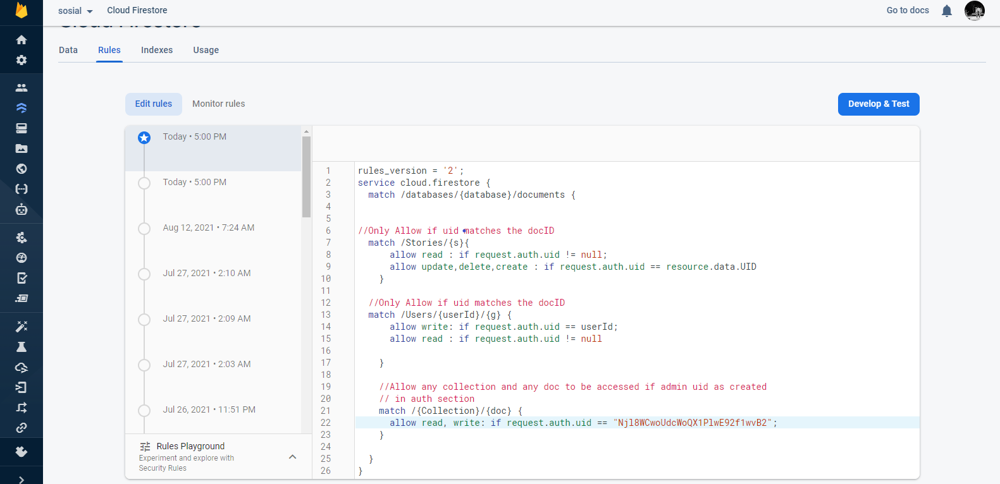 sosial
Cloud Firestore
Go to docs
Cloud Firestore
Data
Rules
Indexes
Usage
Edit rules
Monitor rules
Develop & Test
Today • 5:00 PM
Today • 5:00 PM
Aug 12, 2021 • 7:24 AM
Jul 27, 2021 • 2:10 AM
Jul 27, 2021 • 2:09 AM
Jul 27, 2021 • 2:03 AM
Jul 26, 2021 • 11:51 PM
Rules Playground
Experiment and explore with
Security Rules
1 rules_version = '2';
2 service cloud.firestore {
3 match /databases/{database}/documents {
4
5
6 //Only Allow if uid matches the docID
7 match /Stories/{s}{
8 allow read : if request.auth.uid != null;
9 allow update,delete,create : if request.auth.uid == resource.data.UID
10 }
11
12 //Only Allow if uid matches the docID
13 match /Users/{userId}/{g} {
14 allow write: if request.auth.uid == userId;
15 allow read : if request.auth.uid != null
16
17 }
18
19 //Allow any collection and any doc to be accessed if admin uid as created
20 // in auth section
21 match /{Collection}/{doc} {
22 allow read, write: if request.auth.uid == "Njl8WCwoUdcWoQX1PlwE92f1wvB2";
23 }
24
25 }
26 }